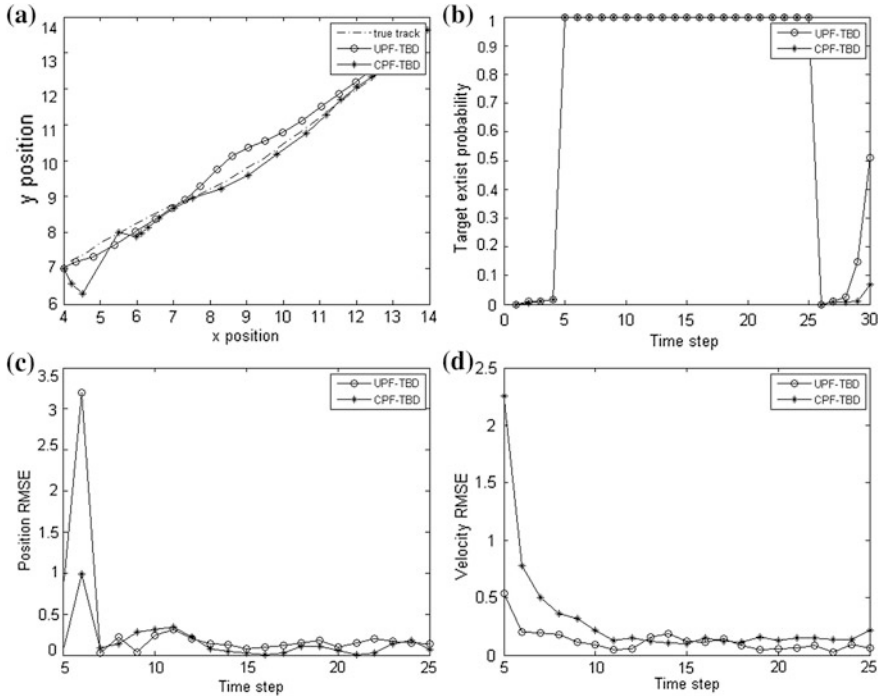 (a)
14
13
12
11
10
9
8
7
6
y position
4 5 6 7 8 9 10 11 12 13 14
x position
true track
UPF-TBD
CPF-TBD
(b)
1
0.9
0.8
0.7
0.6
0.5
0.4
0.3
0.2
0.1
0
Target extist probability
0 5 10 15 20 25 30
Time step
UPF-TBD
CPF-TBD
(c)
3.5
3
2.5
2
1.5
1
0.5
0
Position RMSE
5 10 15 20 25
Time step
UPF-TBD
CPF-TBD
(d)
2.5
2
1.5
1
0.5
0
Velocity RMSE
5 10 15 20 25
Time step
UPF-TBD
CPF-TBD